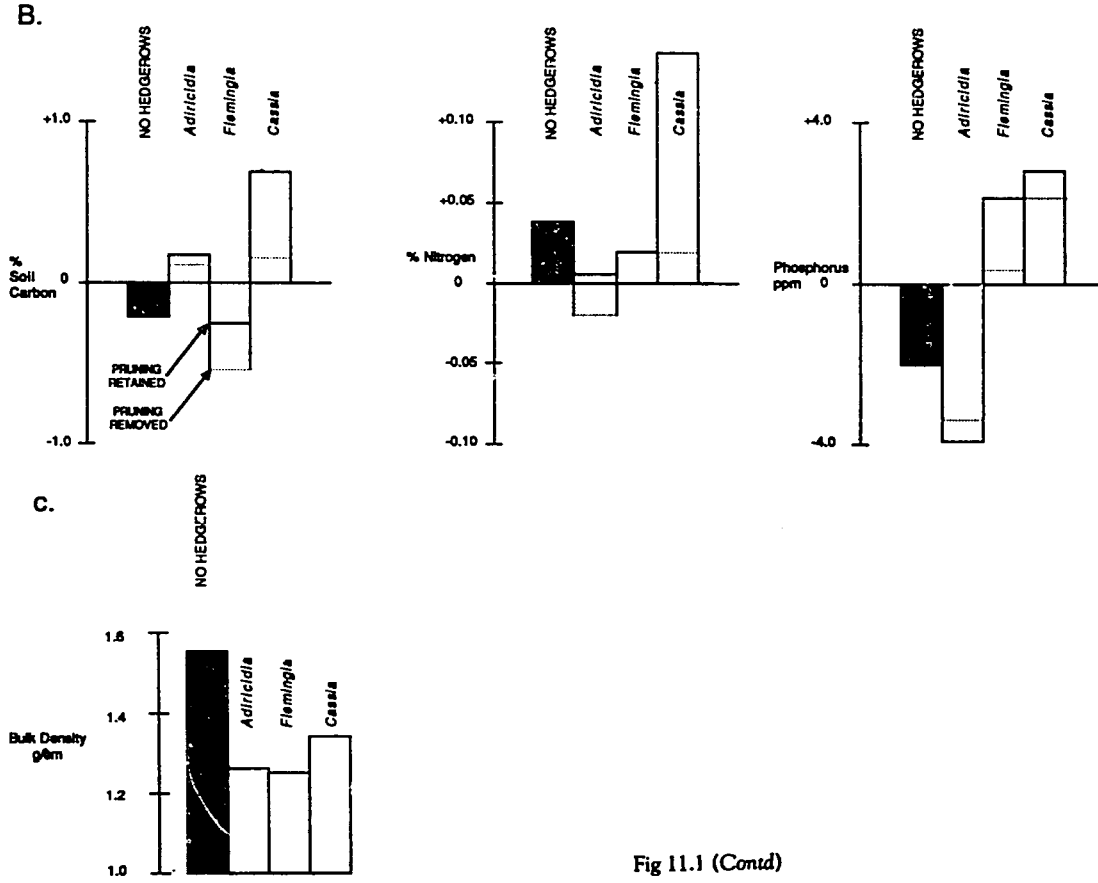 B.
NO HEDGEROWS
Adiricidia
Flemingia
Cassia
+1.0
%
Soil
Carbon
0
PRUNING
RETAINED
PRUNING
REMOVED
-1.0
NO HEDGEROWS
Adiricidia
Flemingia
Cassia
+0.10
+0.05
% Nitrogen
0
-0.05
-0.10
NO HEDGEROWS
Adiricidia
Flemingia
Cassia
+4.0
Phosphorus
ppm
0
-4.0
C.
NO HEDGEROWS
Adiricidia
Flemingia
Cassia
1.6
1.4
Bulk Density
1.2
1.0
Fig 11.1 (Contd)